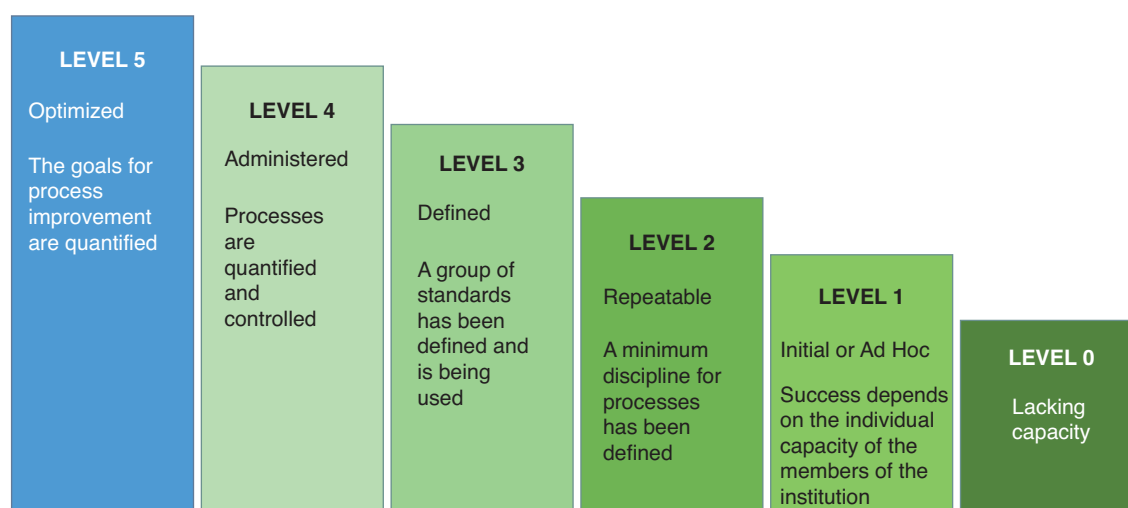 LEVEL 5
Optimized
The goals for
process
improvement
are quantified
LEVEL 4
Administered
Processes
are
quantified
and
controlled
LEVEL 3
Defined
A group of
standards
has been
defined and
is being
used
LEVEL 2
Repeatable
A minimum
discipline for
processes
has been
defined
LEVEL 1
Initial or Ad Hoc
Success depends
on the individual
capacity of the
members of the
institution
LEVEL 0
Lacking
capacity